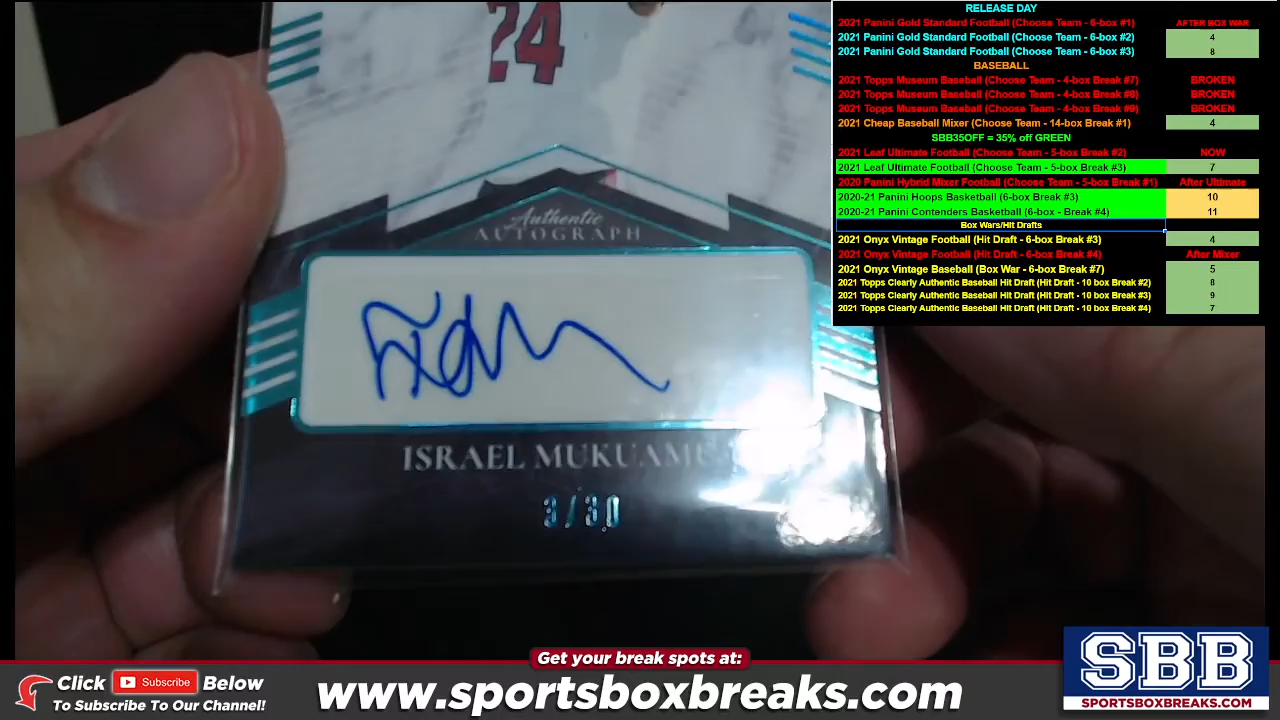 24
Authentic
AUTOGRAPH
ISRAEL MUKUAMU
3/30
RELEASE DAY
2021 Panini Gold Standard Football (Choose Team - 6-box #1) AFTER BOX WAR
2021 Panini Gold Standard Football (Choose Team - 6-box #2) 4
2021 Panini Gold Standard Football (Choose Team - 6-box #3) 8
BASEBALL
2021 Topps Museum Baseball (Choose Team - 4-box Break #7) BROKEN
2021 Topps Museum Baseball (Choose Team - 4-box Break #8) BROKEN
2021 Topps Museum Baseball (Choose Team - 4-box Break #9) BROKEN
2021 Cheap Baseball Mixer (Choose Team - 14-box Break #1) 4
SBB35OFF = 35% off GREEN
2021 Leaf Ultimate Football (Choose Team - 5-box Break #2) NOW
2021 Leaf Ultimate Football (Choose Team - 5-box Break #3) 7
2020 Panini Hybrid Mixer Football (Choose Team - 5-box Break #1) After Ultimate
2020-21 Panini Hoops Basketball (6-box Break #3) 10
2020-21 Panini Contenders Basketball (6-box - Break #4) 11
Box Wars/Hit Drafts
2021 Onyx Vintage Football (Hit Draft - 6-box Break #3) 4
2021 Onyx Vintage Football (Hit Draft - 6-box Break #4) After Mixer
2021 Onyx Vintage Baseball (Box War - 6-box Break #7) 5
2021 Topps Clearly Authentic Baseball Hit Draft (Hit Draft - 10 box Break #2) 8
2021 Topps Clearly Authentic Baseball Hit Draft (Hit Draft - 10 box Break #3) 9
2021 Topps Clearly Authentic Baseball Hit Draft (Hit Draft - 10 box Break #4) 7
Get your break spots at:
Click Subscribe Below
To Subscribe To Our Channel!
www.sportsboxbreaks.com
SBB
SPORTSBOXBREAKS.COM